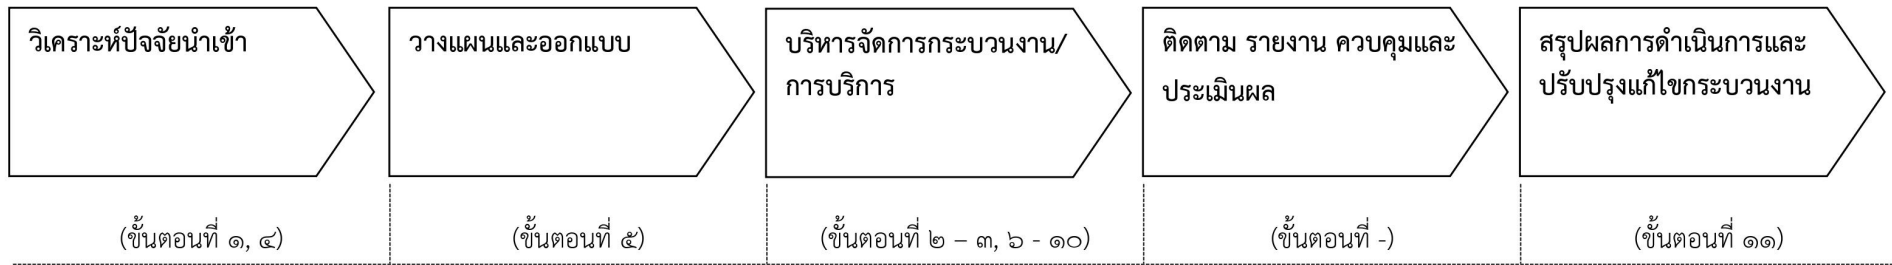 วิเคราะห์ปัจจัยนำเข้า
วางแผนและออกแบบ
บริหารจัดการกระบวนงาน/
การบริการ
ติดตาม รายงาน ควบคุมและ
ประเมินผล
สรุปผลการดำเนินการและ
ปรับปรุงแก้ไขกระบวนงาน
(ขั้นตอนที่ ๑, ๔)
(ขั้นตอนที่ ๕)
(ขั้นตอนที่ ๒ – ๓, ๖ - ๑๐)
(ขั้นตอนที่ -)
(ขั้นตอนที่ ๑๑)